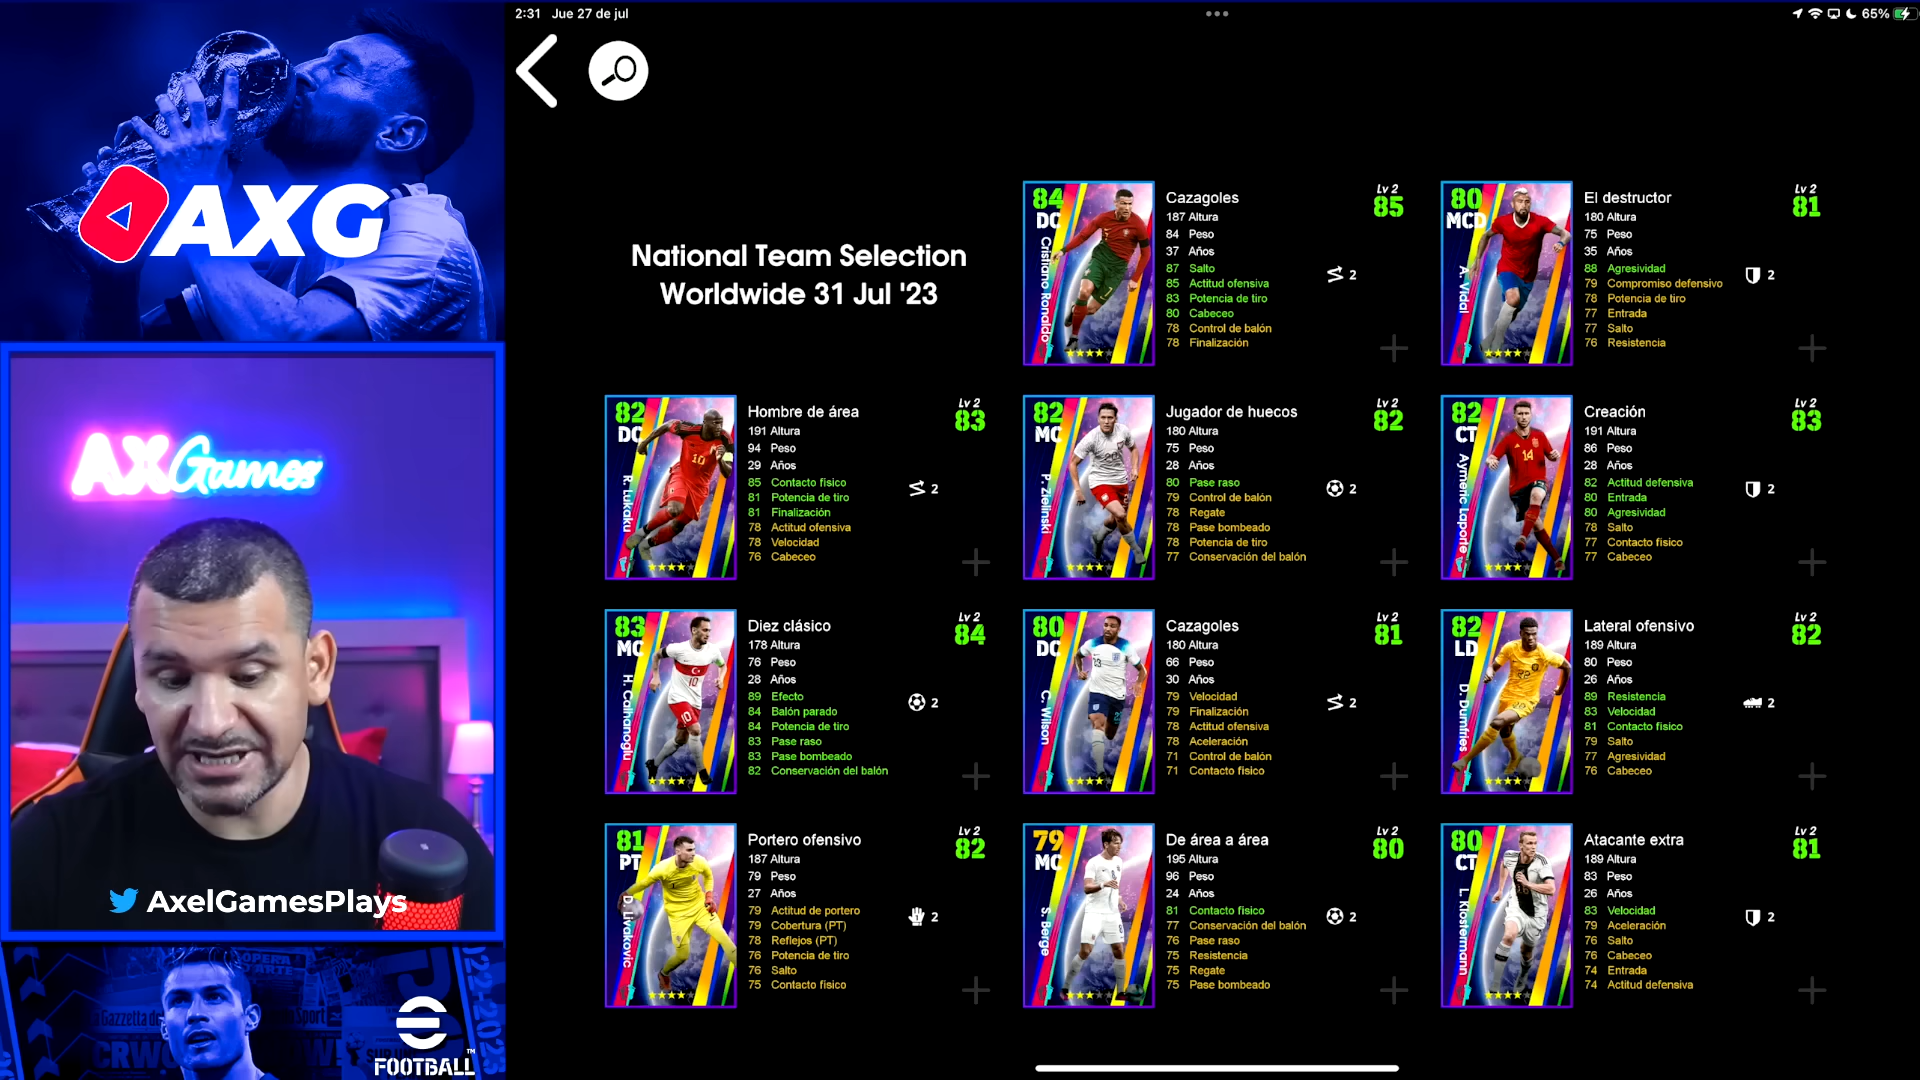 2:31 Jue 27 de jul
65%
AXG
AXGames
AxelGamesPlays
OPERA
D'ARTE
CRW
2022-2023
e
FOOTBALL™
National Team Selection
Worldwide 31 Jul '23
84
DC
Cristiano Ronaldo
Cazagoles
187 Altura
84 Peso
37 Años
87 Salto
85 Actitud ofensiva
83 Potencia de tiro
80 Cabeceo
78 Control de balón
78 Finalización
Lv 2
85
2
80
MCD
A. Vidal
El destructor
180 Altura
75 Peso
35 Años
88 Agresividad
79 Compromiso defensivo
78 Potencia de tiro
77 Entrada
77 Salto
76 Resistencia
Lv 2
81
2
82
DC
R. Lukaku
Hombre de área
191 Altura
94 Peso
29 Años
85 Contacto físico
81 Potencia de tiro
81 Finalización
78 Actitud ofensiva
78 Velocidad
76 Cabeceo
Lv 2
83
2
82
MC
P. Zielinski
Jugador de huecos
180 Altura
75 Peso
28 Años
80 Pase raso
79 Control de balón
78 Regate
78 Pase bombeado
78 Potencia de tiro
77 Conservación del balón
Lv 2
82
2
82
CT
Aymeric Laporte
Creación
191 Altura
86 Peso
28 Años
82 Actitud defensiva
80 Entrada
80 Agresividad
78 Salto
77 Contacto físico
77 Cabeceo
Lv 2
83
2
83
MC
H. Calhanoglu
Diez clásico
178 Altura
76 Peso
28 Años
89 Efecto
84 Balón parado
84 Potencia de tiro
83 Pase raso
83 Pase bombeado
82 Conservación del balón
Lv 2
84
2
80
DC
C. Wilson
Cazagoles
180 Altura
66 Peso
30 Años
79 Velocidad
79 Finalización
78 Actitud ofensiva
78 Aceleración
71 Control de balón
71 Contacto físico
Lv 2
81
2
82
LD
D. Dumfries
Lateral ofensivo
189 Altura
80 Peso
26 Años
89 Resistencia
83 Velocidad
81 Contacto físico
79 Salto
77 Agresividad
76 Cabeceo
Lv 2
82
2
81
PT
D. Livakovic
Portero ofensivo
187 Altura
79 Peso
27 Años
79 Actitud de portero
79 Cobertura (PT)
78 Reflejos (PT)
76 Potencia de tiro
76 Salto
75 Contacto físico
Lv 2
82
2
79
MC
S. Berge
De área a área
195 Altura
96 Peso
24 Años
81 Contacto físico
77 Conservación del balón
76 Pase raso
75 Resistencia
75 Regate
75 Pase bombeado
Lv 2
80
2
80
CT
L. Klostermann
Atacante extra
189 Altura
83 Peso
26 Años
83 Velocidad
79 Aceleración
76 Salto
76 Cabeceo
74 Entrada
74 Actitud defensiva
Lv 2
81
2